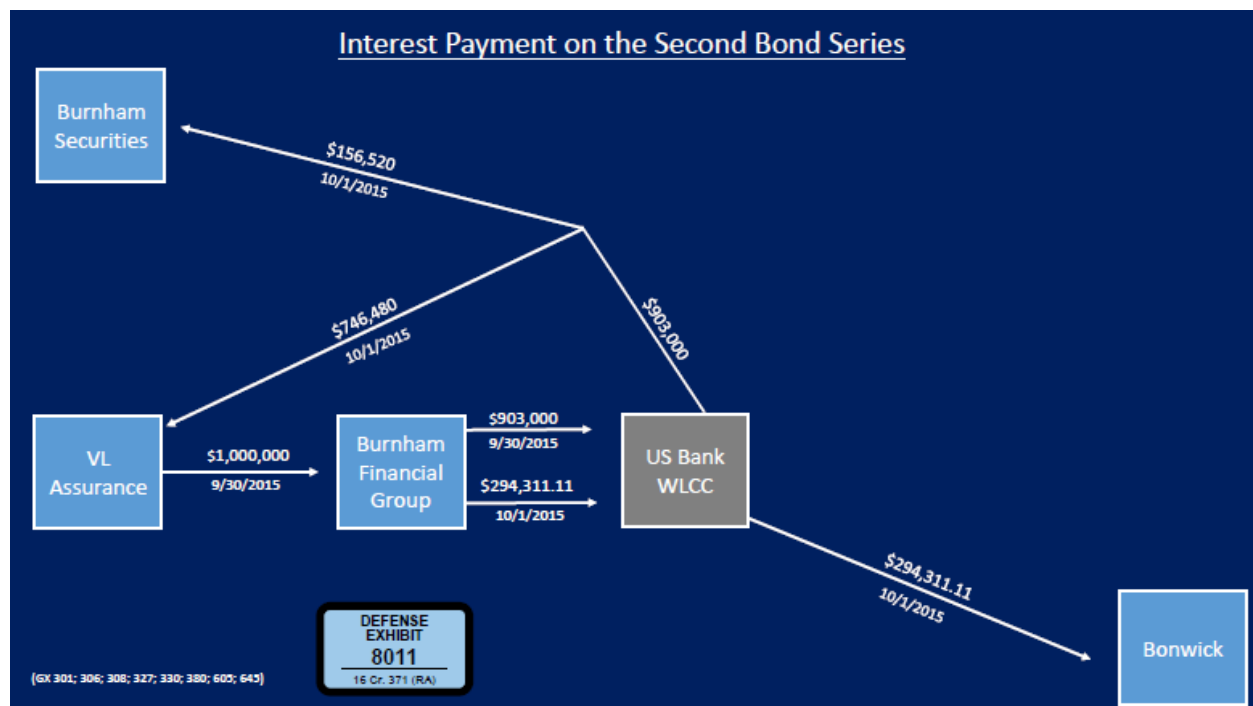 Interest Payment on the Second Bond Series
Burnham
Securities
$156,520
10/1/2015
$746,480
10/1/2015
$903,000
VL
Assurance
$1,000,000
9/30/2015
Burnham
Financial
Group
$903,000
9/30/2015
$294,311.11
10/1/2015
US Bank
WLCC
$294,311.11
10/1/2015
Bonwick
DEFENSE
EXHIBIT
8011
16 Cr. 371 (RA)
(GX 301; 306; 308; 327; 330; 380; 605; 645)